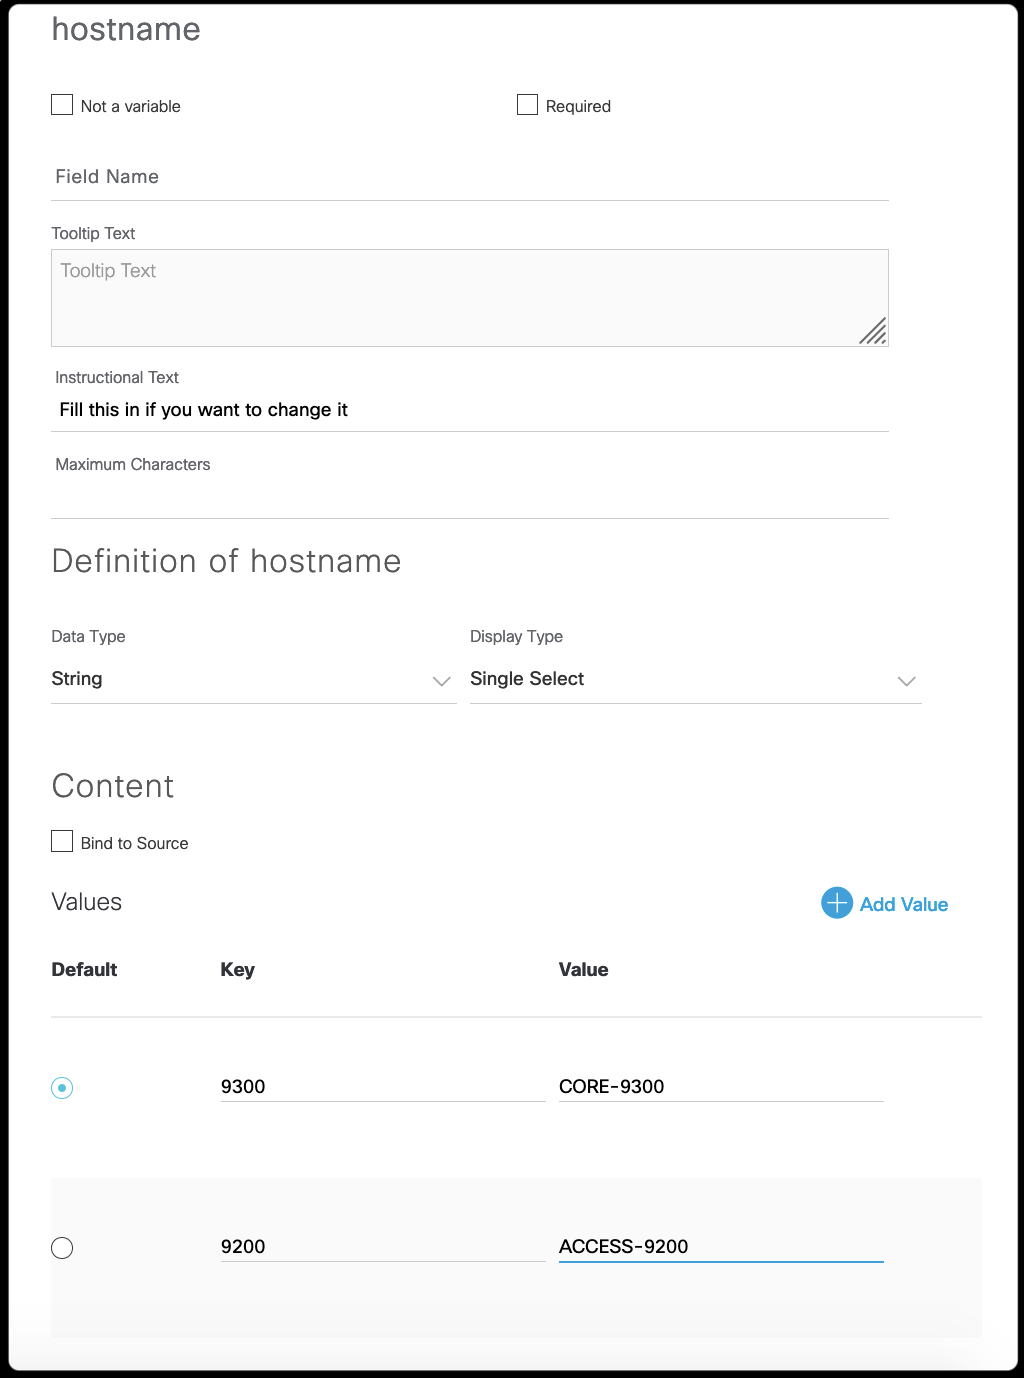 hostname
Not a variable Required
Field Name
Tooltip Text
Tooltip Text
Instructional Text
Fill this in if you want to change it
Maximum Characters
Definition of hostname
Data Type Display Type
String Single Select
Content
Bind to Source
Values Add Value
Default Key Value
9300 CORE-9300
9200 ACCESS-9200